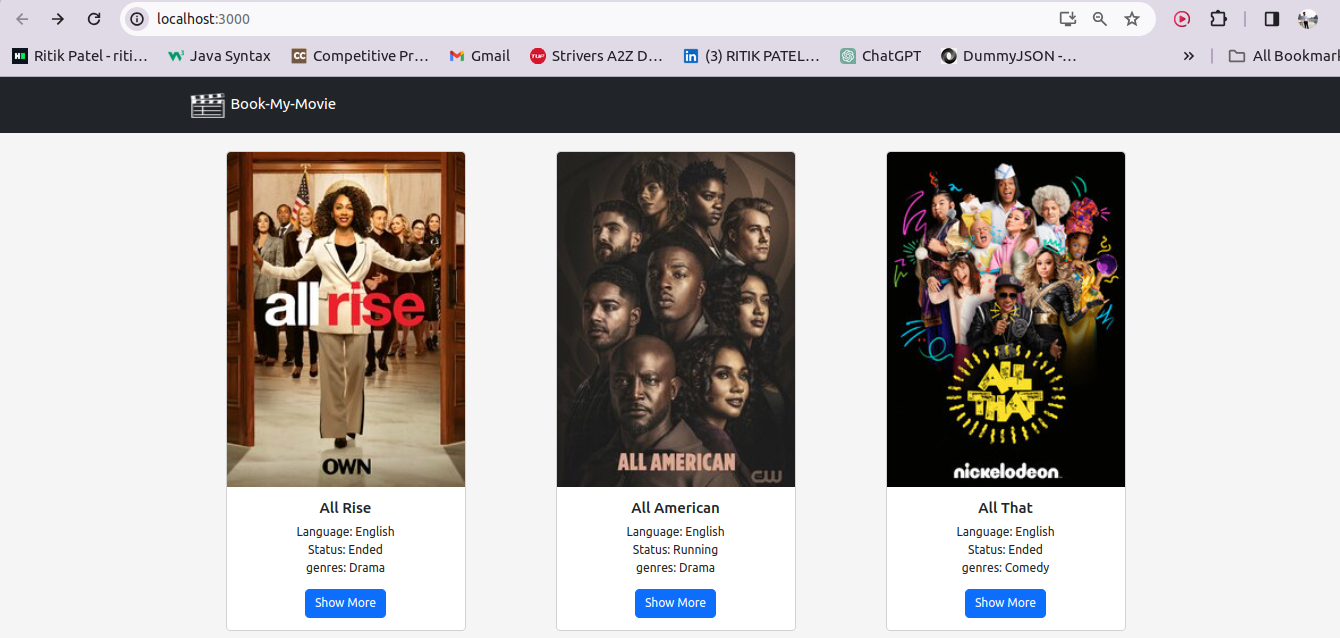 localhost:3000
Ritik Patel - riti...
Java Syntax
Competitive Pr...
Gmail
Strivers A2Z D...
(3) RITIK PATEL...
ChatGPT
DummyJSON -...
»
All Bookmark
Book-My-Movie
all rise
OWN
ALL AMERICAN
CW
ALL
THAT
nickelodeon
All Rise
Language: English
Status: Ended
genres: Drama
Show More
All American
Language: English
Status: Running
genres: Drama
Show More
All That
Language: English
Status: Ended
genres: Comedy
Show More